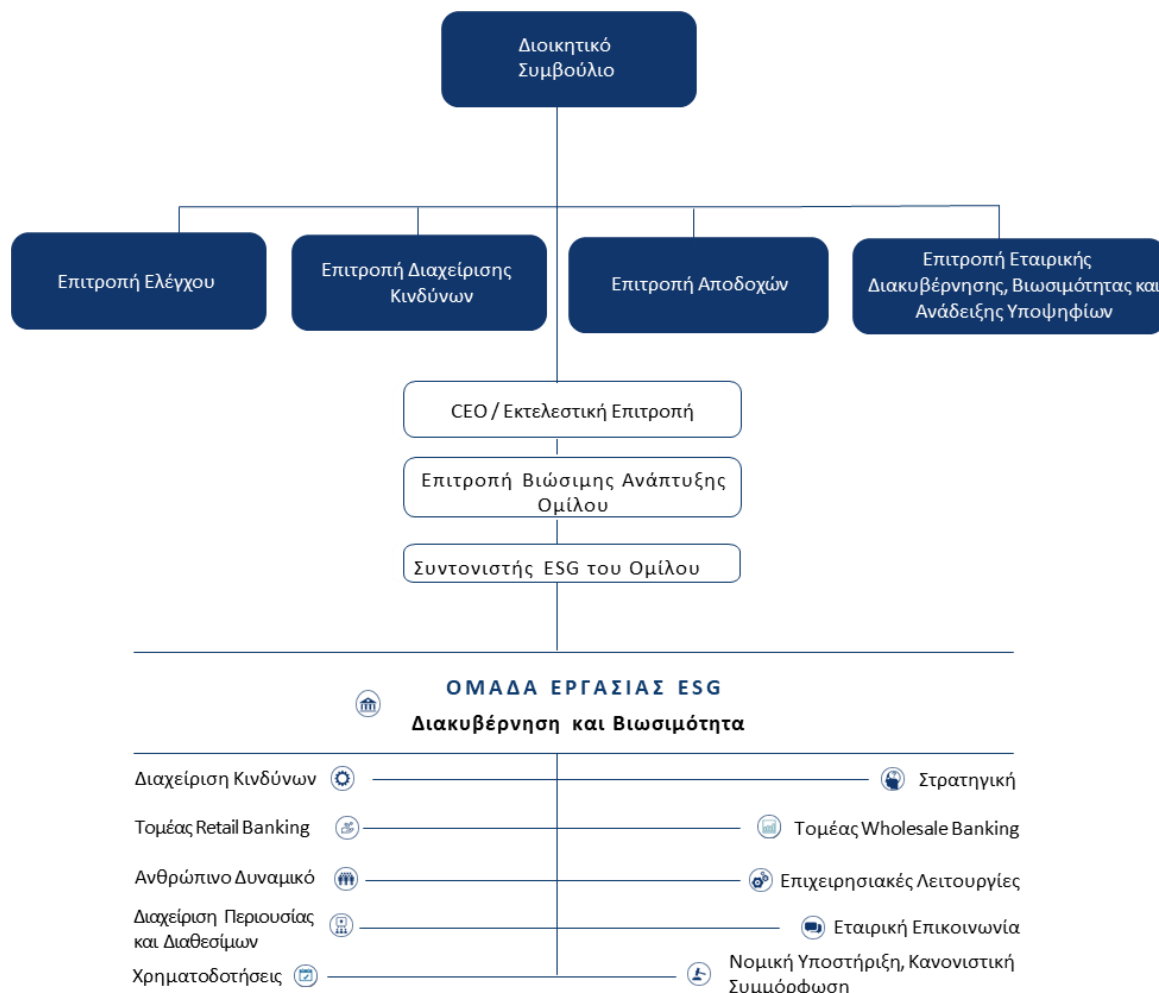 Διοικητικό
Συμβούλιο
Επιτροπή Ελέγχου
Επιτροπή Διαχείρισης
Κινδύνων
Επιτροπή Αποδοχών
Επιτροπή Εταιρικής
Διακυβέρνησης, Βιωσιμότητας και
Ανάδειξης Υποψηφίων
CEO / Εκτελεστική Επιτροπή
Επιτροπή Βιώσιμης Ανάπτυξης
Ομίλου
Συντονιστής ESG του Ομίλου
ΟΜΑΔΑ ΕΡΓΑΣΙΑΣ ESG
Διακυβέρνηση και Βιωσιμότητα
Διαχείριση Κινδύνων
Στρατηγική
Τομέας Retail Banking
Τομέας Wholesale Banking
Ανθρώπινο Δυναμικό
Επιχειρησιακές Λειτουργίες
Διαχείριση Περιουσίας
και Διαθεσίμων
Εταιρική Επικοινωνία
Χρηματοδοτήσεις
Νομική Υποστήριξη, Κανονιστική
Συμμόρφωση